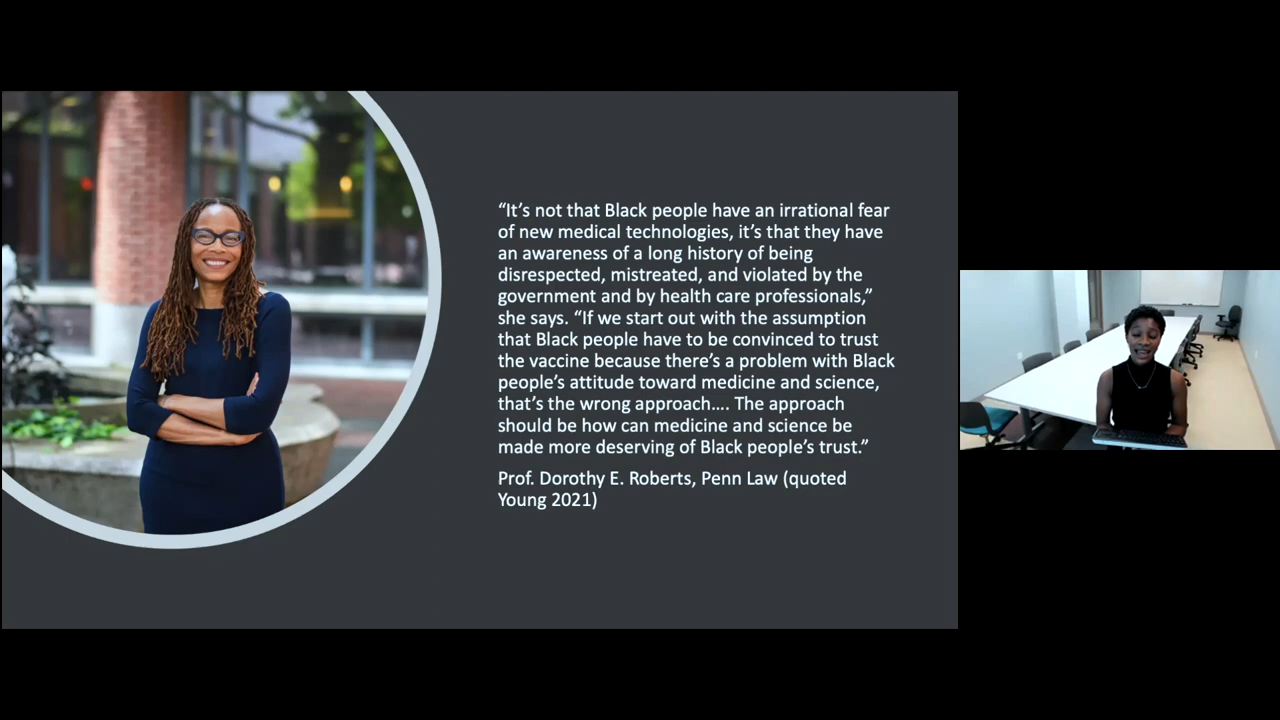 “It’s not that Black people have an irrational fear
of new medical technologies, it’s that they have
an awareness of a long history of being
disrespected, mistreated, and violated by the
government and by health care professionals,”
she says. “If we start out with the assumption
that Black people have to be convinced to trust
the vaccine because there’s a problem with Black
people’s attitude toward medicine and science,
that’s the wrong approach.… The approach
should be how can medicine and science be
made more deserving of Black people’s trust.”
Prof. Dorothy E. Roberts, Penn Law (quoted
Young 2021)